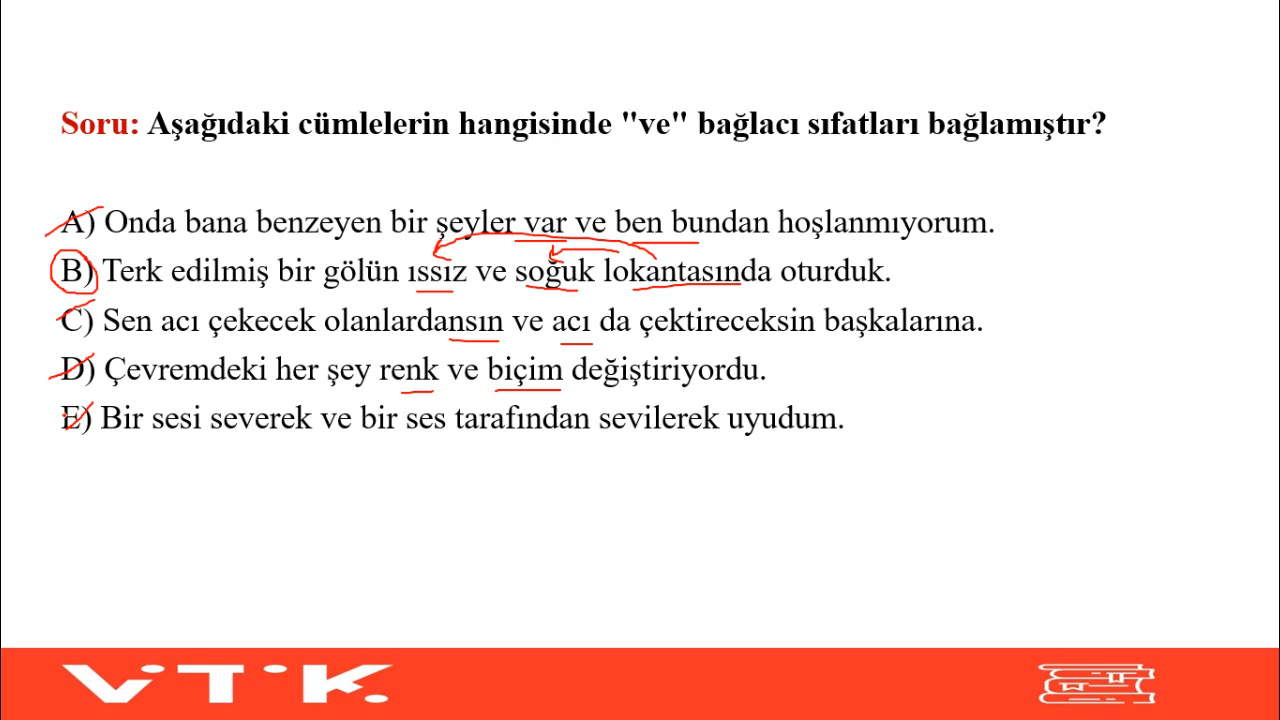 Soru: Aşağıdaki cümlelerin hangisinde "ve" bağlacı sıfatları bağlamıştır?
A) Onda bana benzeyen bir şeyler var ve ben bundan hoşlanmıyorum.
B) Terk edilmiş bir gölün ıssız ve soğuk lokantasında oturduk.
C) Sen acı çekecek olanlardansın ve acı da çektireceksin başkalarına.
D) Çevremdeki her şey renk ve biçim değiştiriyordu.
E) Bir sesi severek ve bir ses tarafından sevilerek uyudum.
VTK